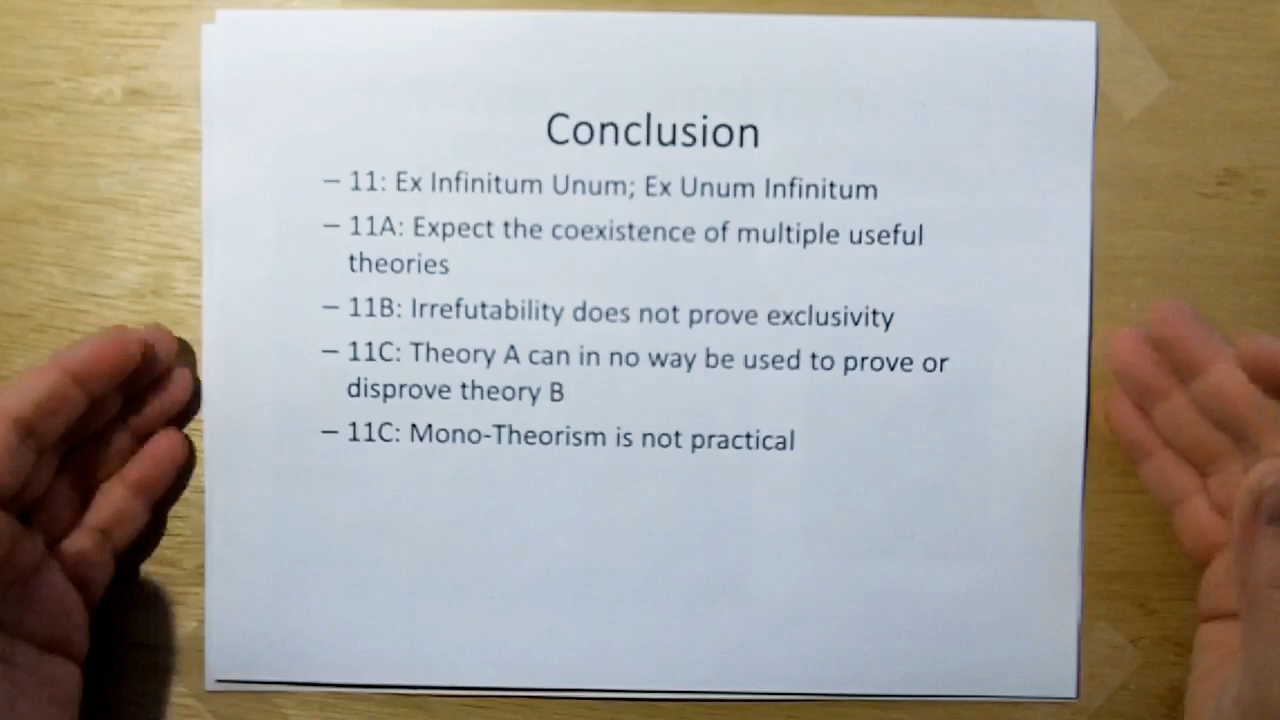 Conclusion
– 11: Ex Infinitum Unum; Ex Unum Infinitum
– 11A: Expect the coexistence of multiple useful
theories
– 11B: Irrefutability does not prove exclusivity
– 11C: Theory A can in no way be used to prove or
disprove theory B
– 11C: Mono-Theorism is not practical